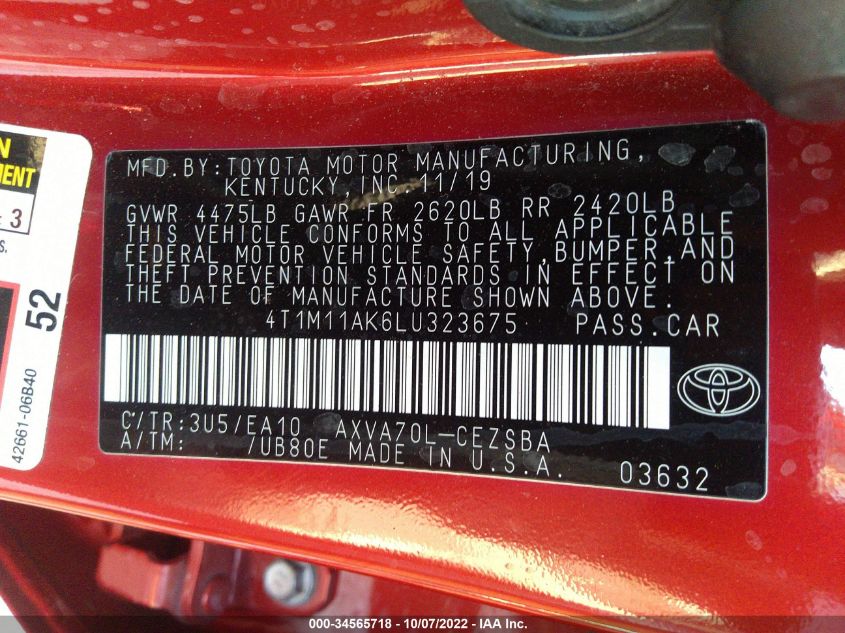 MFD.BY:TOYOTA MOTOR MANUFACTURING,
KENTUCKY, INC. 11/19
GVWR 4475LB GAWR FR 2620LB RR 2420LB
THIS VEHICLE CONFORMS TO ALL APPLICABLE
FEDERAL MOTOR VEHICLE SAFETY, BUMPER, AND
THEFT PREVENTION STANDARDS IN EFFECT ON
THE DATE OF MANUFACTURE SHOWN ABOVE.
4T1M11AK6LU323675 PASS.CAR
C/TR:3U5/EA10 AXVA70L-CEZSBA
A/TM: /UB80E MADE IN U.S.A.
03632
3
s.
52
42661-06B40
000-34565718 - 10/07/2022 - IAA Inc.